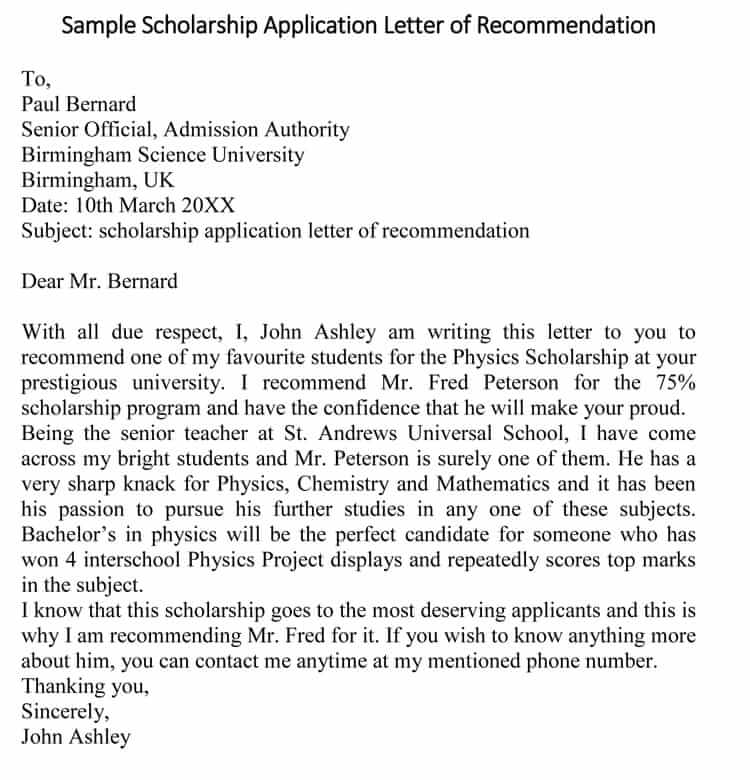 Sample Scholarship Application Letter of Recommendation
To,
Paul Bernard
Senior Official, Admission Authority
Birmingham Science University
Birmingham, UK
Date: 10th March 20XX
Subject: scholarship application letter of recommendation
Dear Mr. Bernard
With all due respect, I, John Ashley am writing this letter to you to
recommend one of my favourite students for the Physics Scholarship at your
prestigious university. I recommend Mr. Fred Peterson for the 75%
scholarship program and have the confidence that he will make your proud.
Being the senior teacher at St. Andrews Universal School, I have come
across my bright students and Mr. Peterson is surely one of them. He has a
very sharp knack for Physics, Chemistry and Mathematics and it has been
his passion to pursue his further studies in any one of these subjects.
Bachelor’s in physics will be the perfect candidate for someone who has
won 4 interschool Physics Project displays and repeatedly scores top marks
in the subject.
I know that this scholarship goes to the most deserving applicants and this is
why I am recommending Mr. Fred for it. If you wish to know anything more
about him, you can contact me anytime at my mentioned phone number.
Thanking you,
Sincerely,
John Ashley